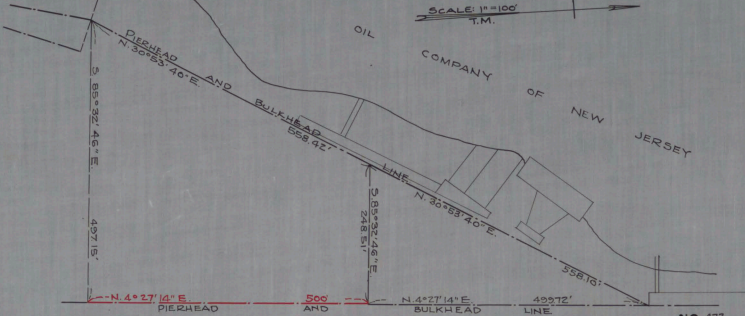 SCALE: 1"=100'
T.M.
OIL COMPANY OF NEW JERSEY
PIERHEAD AND BULKHEAD LINE
N. 30°53'40"E.
558.42'
N. 30°53'40"E.
558.16'
S. 85°32'46"E.
497.15'
S. 85°32'46"E.
248.51'
N. 4°27'14"E.
500'
N. 4°27'14"E.
499.72'
PIERHEAD AND BULKHEAD LINE